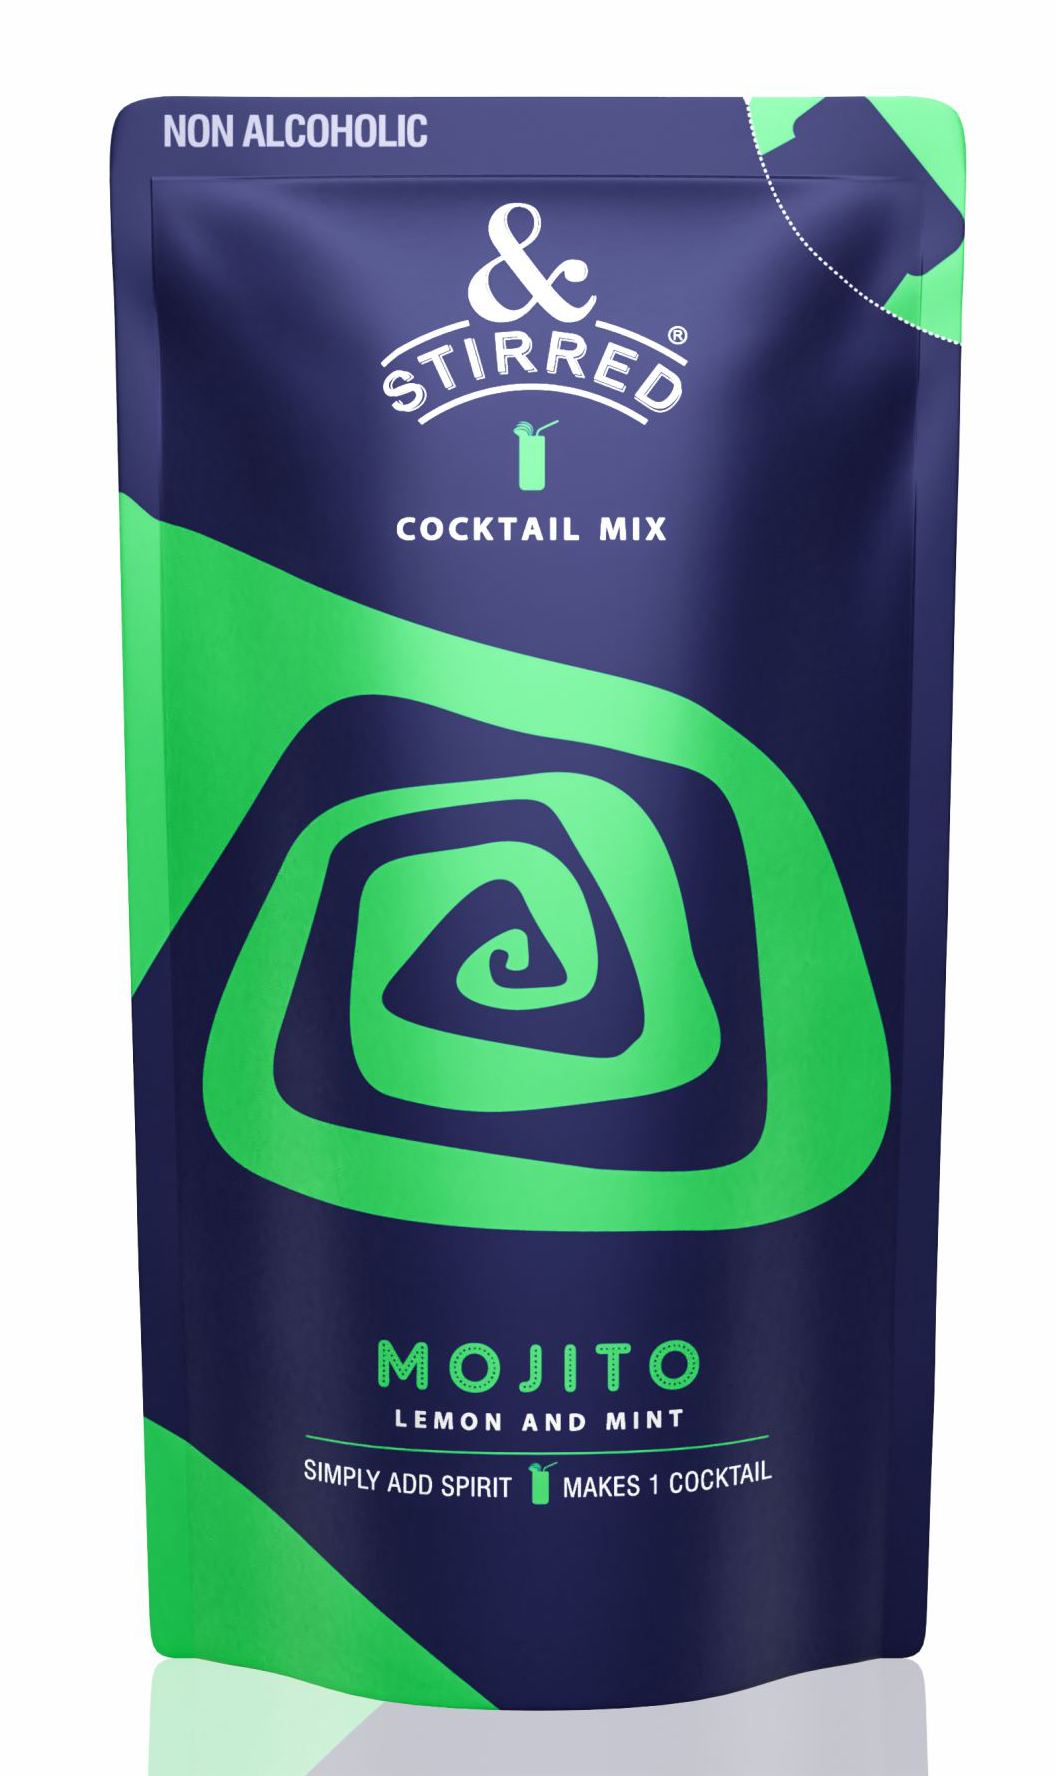 NON ALCOHOLIC
&
STIRRED®
COCKTAIL MIX
MOJITO
LEMON AND MINT
SIMPLY ADD SPIRIT MAKES 1 COCKTAIL